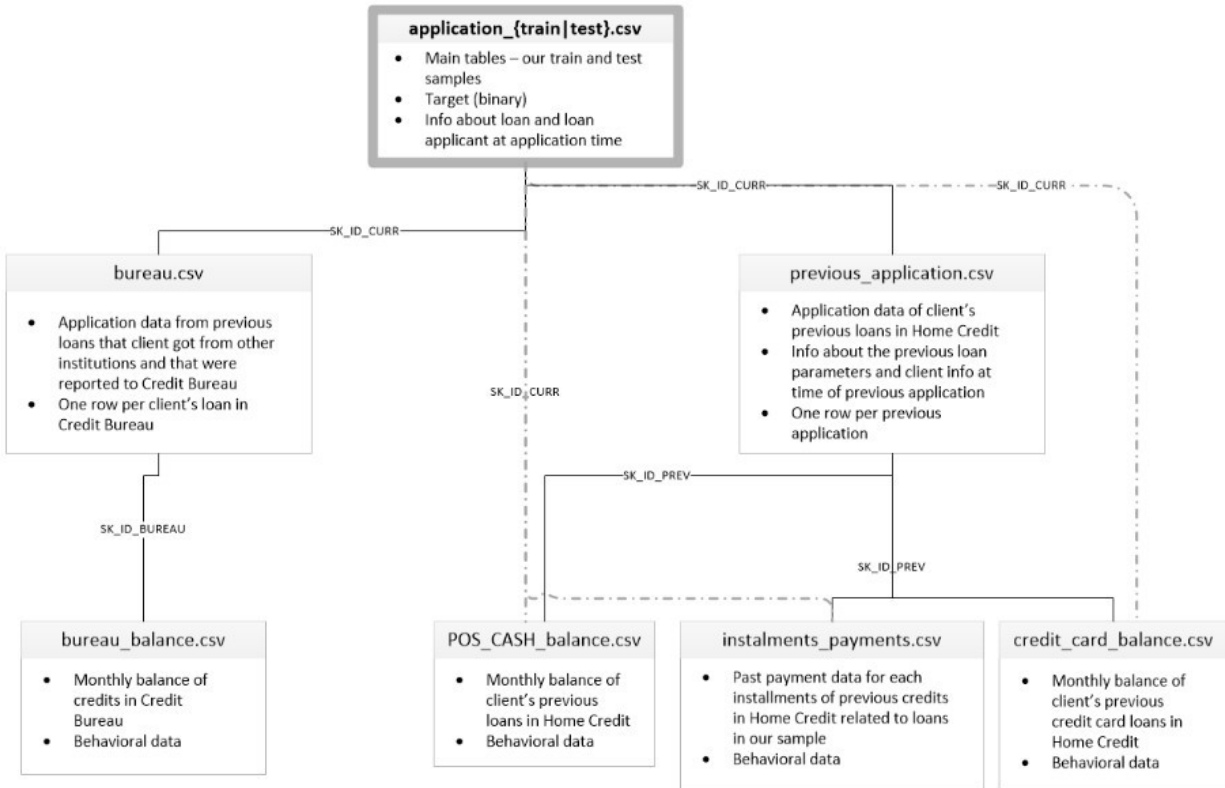 application_{train|test}.csv
• Main tables – our train and test
samples
• Target (binary)
• Info about loan and loan
applicant at application time
SK_ID_CURR
SK_ID_CURR
SK_ID_CURR
bureau.csv
• Application data from previous
loans that client got from other
institutions and that were
reported to Credit Bureau
• One row per client's loan in
Credit Bureau
previous_application.csv
• Application data of client's
previous loans in Home Credit
• Info about the previous loan
parameters and client info at
time of previous application
• One row per previous
application
SK_ID_CURR
SK_ID_PREV
SK_ID_BUREAU
SK_ID_PREV
bureau_balance.csv
• Monthly balance of
credits in Credit
Bureau
• Behavioral data
POS_CASH_balance.csv
• Monthly balance of
client's previous
loans in Home Credit
• Behavioral data
instalments_payments.csv
• Past payment data for each
installments of previous credits
in Home Credit related to loans
in our sample
• Behavioral data
credit_card_balance.csv
• Monthly balance of
client's previous
credit card loans in
Home Credit
• Behavioral data